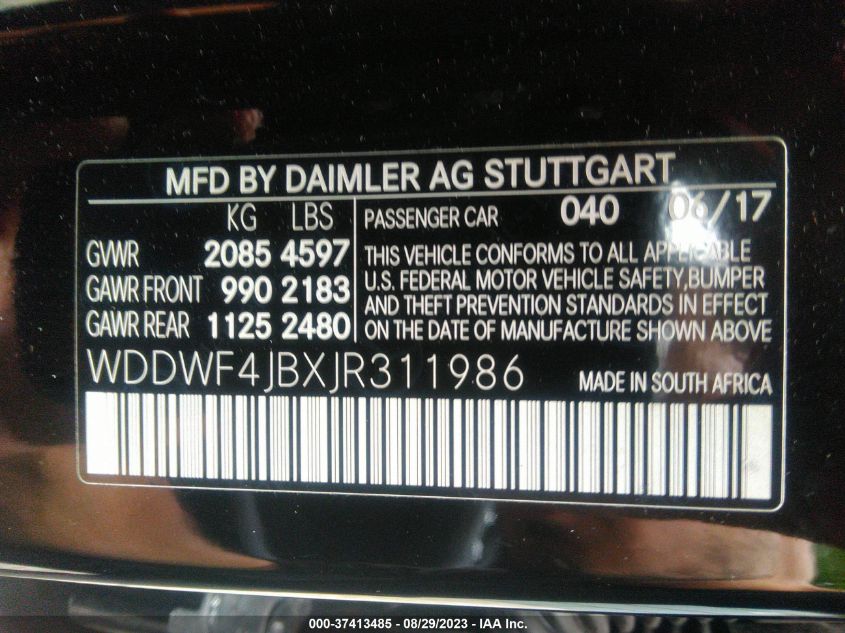 MFD BY DAIMLER AG STUTTGART
KG LBS
GVWR 2085 4597
GAWR FRONT 990 2183
GAWR REAR 1125 2480
PASSENGER CAR 040 06/17
THIS VEHICLE CONFORMS TO ALL APPLICABLE
U.S. FEDERAL MOTOR VEHICLE SAFETY,BUMPER
AND THEFT PREVENTION STANDARDS IN EFFECT
ON THE DATE OF MANUFACTURE SHOWN ABOVE
WDDWF4JBXJR311986
MADE IN SOUTH AFRICA
000-37413485 - 08/29/2023 - IAA Inc.